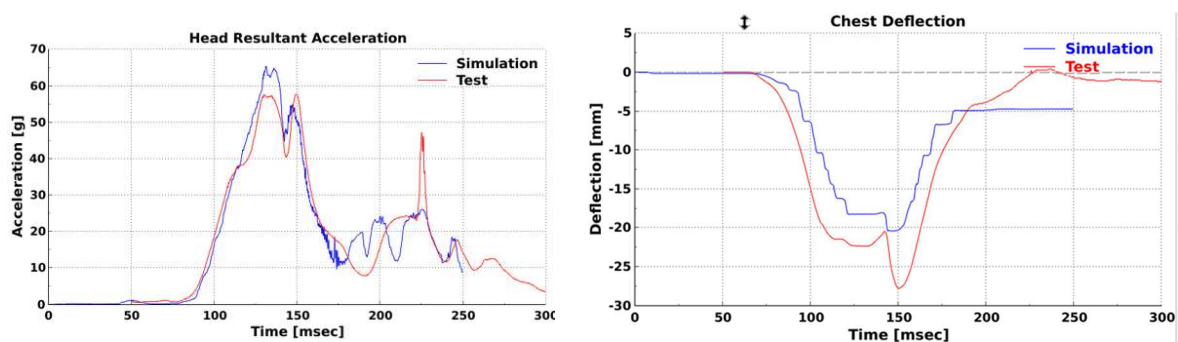 Head Resultant Acceleration
70
60
50
40
30
20
10
0
Acceleration [g]
Simulation
Test
0 50 100 150 200 250 300
Time [msec]
Chest Deflection
5
0
-5
-10
-15
-20
-25
-30
Deflection [mm]
Simulation
Test
0 50 100 150 200 250 300
Time [msec]